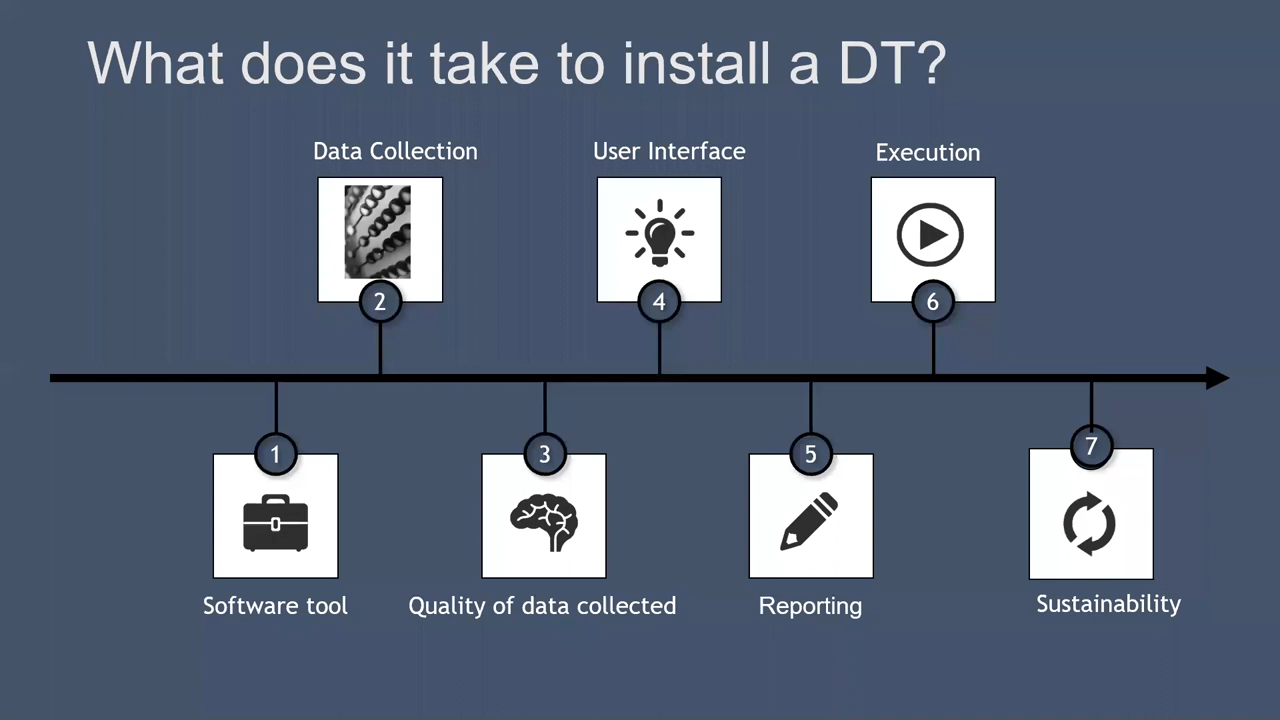 What does it take to install a DT?
Data Collection
User Interface
Execution
2
4
6
1
3
5
7
Software tool
Quality of data collected
Reporting
Sustainability